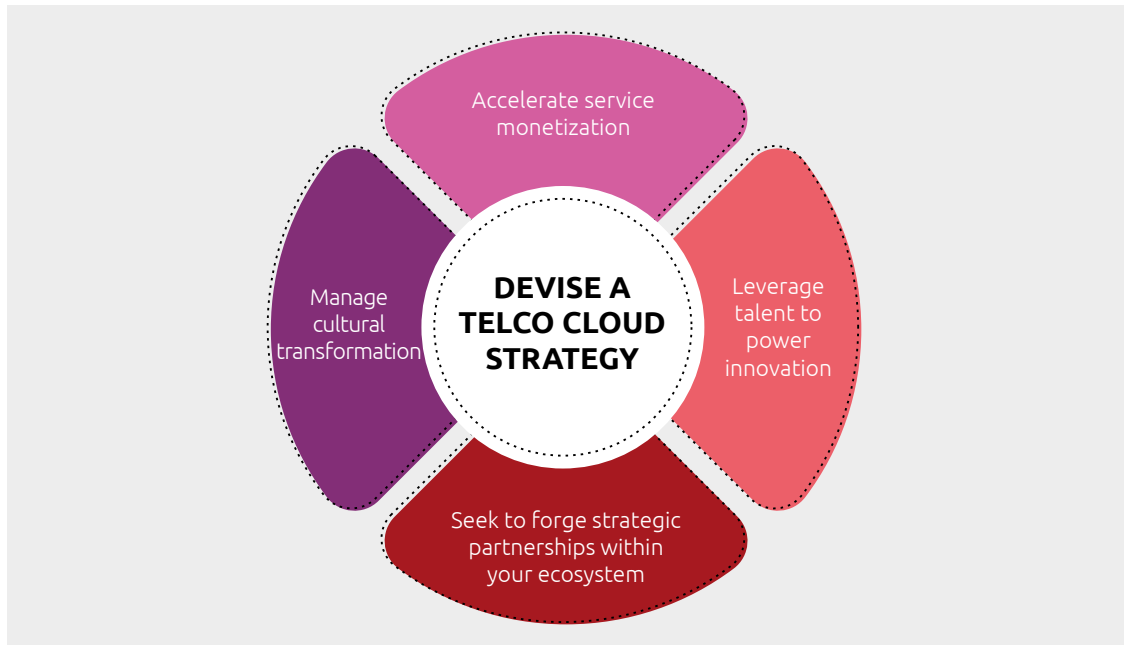 Accelerate service
monetization
Manage
cultural
transformation
DEVISE A
TELCO CLOUD
STRATEGY
Leverage
talent to
power
innovation
Seek to forge strategic
partnerships within
your ecosystem